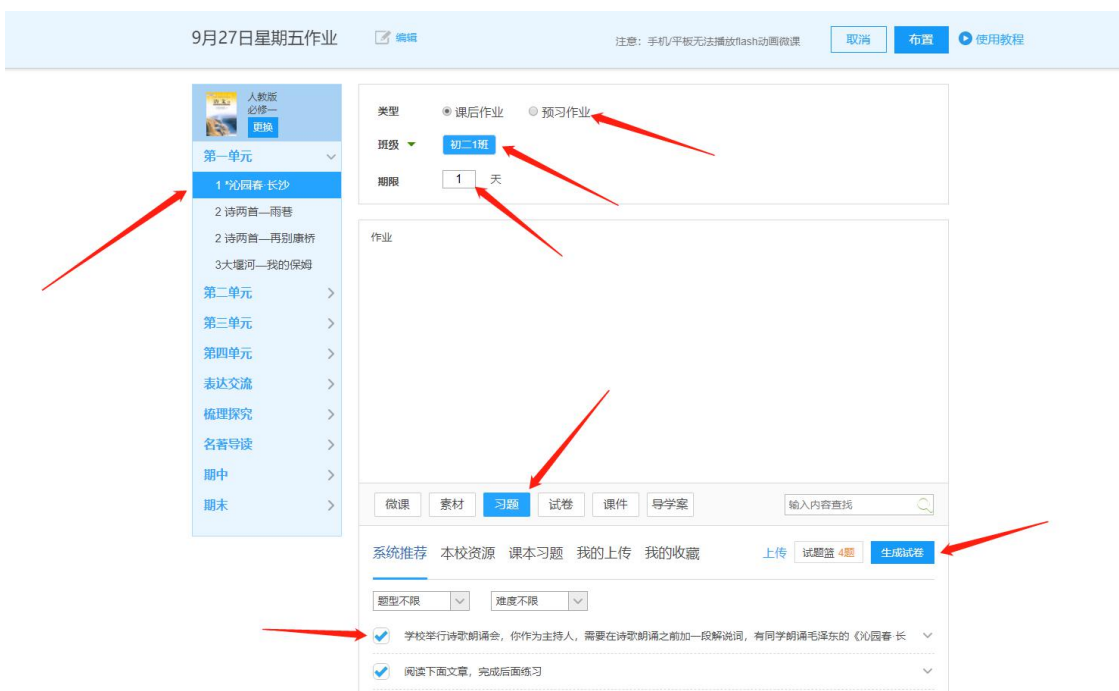 9月27日星期五作业 编辑 注意：手机/平板无法播放flash动画微课 取消 布置 使用教程
人教版
必修一
更换
第一单元
1 *沁园春·长沙
2 诗两首—雨巷
2 诗两首—再别康桥
3大堰河—我的保姆
第二单元
第三单元
第四单元
表达交流
梳理探究
名著导读
期中
期末
类型 课后作业 预习作业
班级 初二1班
期限 1 天
作业
微课 素材 习题 试卷 课件 导学案 输入内容查找
系统推荐 本校资源 课本习题 我的上传 我的收藏 上传 试题篮 4题 生成试卷
题型不限 难度不限
学校举行诗歌朗诵会，你作为主持人，需要在诗歌朗诵之前加一段解说词，有同学朗诵毛泽东的《沁园春·长
阅读下面文章，完成后面练习